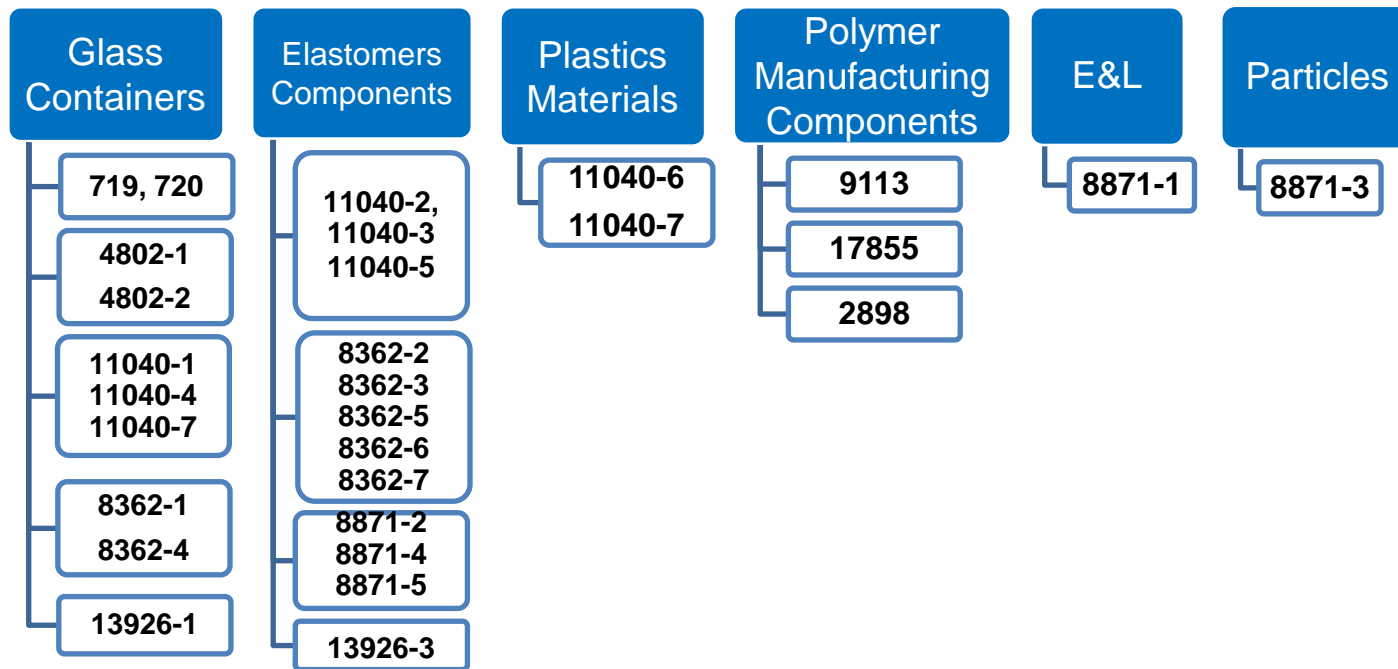 Glass
Containers
719, 720
4802-1
4802-2
11040-1
11040-4
11040-7
8362-1
8362-4
13926-1
Elastomers
Components
11040-2,
11040-3
11040-5
8362-2
8362-3
8362-5
8362-6
8362-7
8871-2
8871-4
8871-5
13926-3
Plastics
Materials
11040-6
11040-7
Polymer
Manufacturing
Components
9113
17855
2898
E&L
8871-1
Particles
8871-3